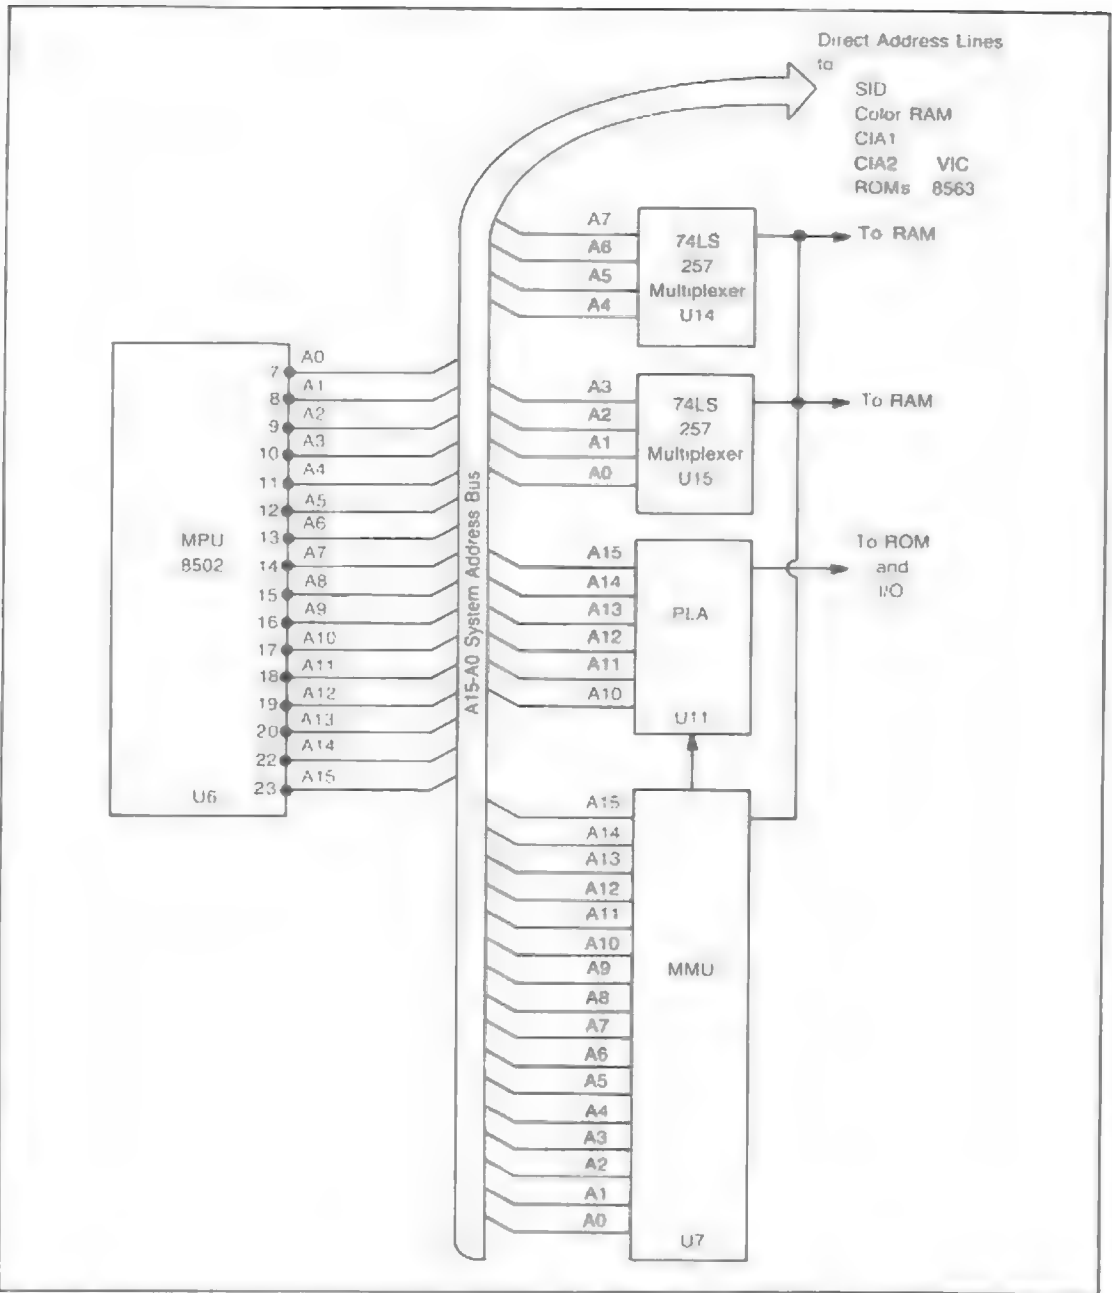 Direct Address Lines
to
SID
Color RAM
CIA1
CIA2 VIC
ROMs 8563
A7
A6
A5
A4
74LS
257
Multiplexer
U14
To RAM
A3
A2
A1
A0
74LS
257
Multiplexer
U15
To RAM
MPU
8502
U6
7 A0
8 A1
9 A2
10 A3
11 A4
12 A5
13 A6
14 A7
15 A8
16 A9
17 A10
18 A11
19 A12
20 A13
22 A14
23 A15
A15-A0 System Address Bus
A15
A14
A13
A12
A11
A10
PLA
U11
To ROM
and
I/O
A15
A14
A13
A12
A11
A10
A9
A8
A7
A6
A5
A4
A3
A2
A1
A0
MMU
U7